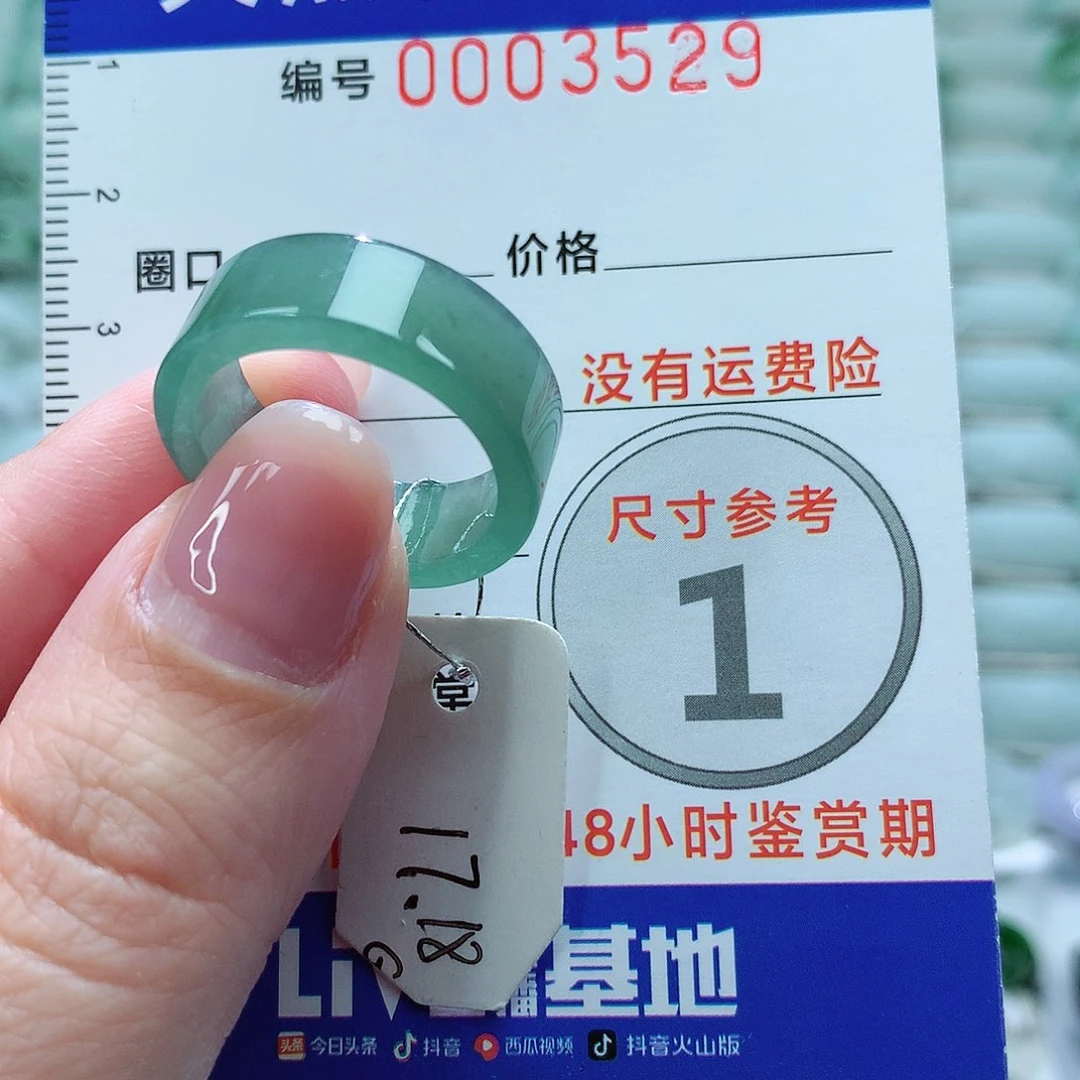 编号 0003529
1
2
3
圈口 价格
没有运费险
尺寸参考
1
48小时鉴赏期
17.18
G
基地
今日头条 抖音 西瓜视频 抖音火山版